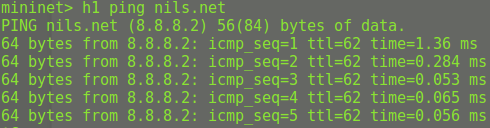 mininet> h1 ping nils.net
PING nils.net (8.8.8.2) 56(84) bytes of data.
64 bytes from 8.8.8.2: icmp_seq=1 ttl=62 time=1.36 ms
64 bytes from 8.8.8.2: icmp_seq=2 ttl=62 time=0.284 ms
64 bytes from 8.8.8.2: icmp_seq=3 ttl=62 time=0.053 ms
64 bytes from 8.8.8.2: icmp_seq=4 ttl=62 time=0.065 ms
64 bytes from 8.8.8.2: icmp_seq=5 ttl=62 time=0.056 ms